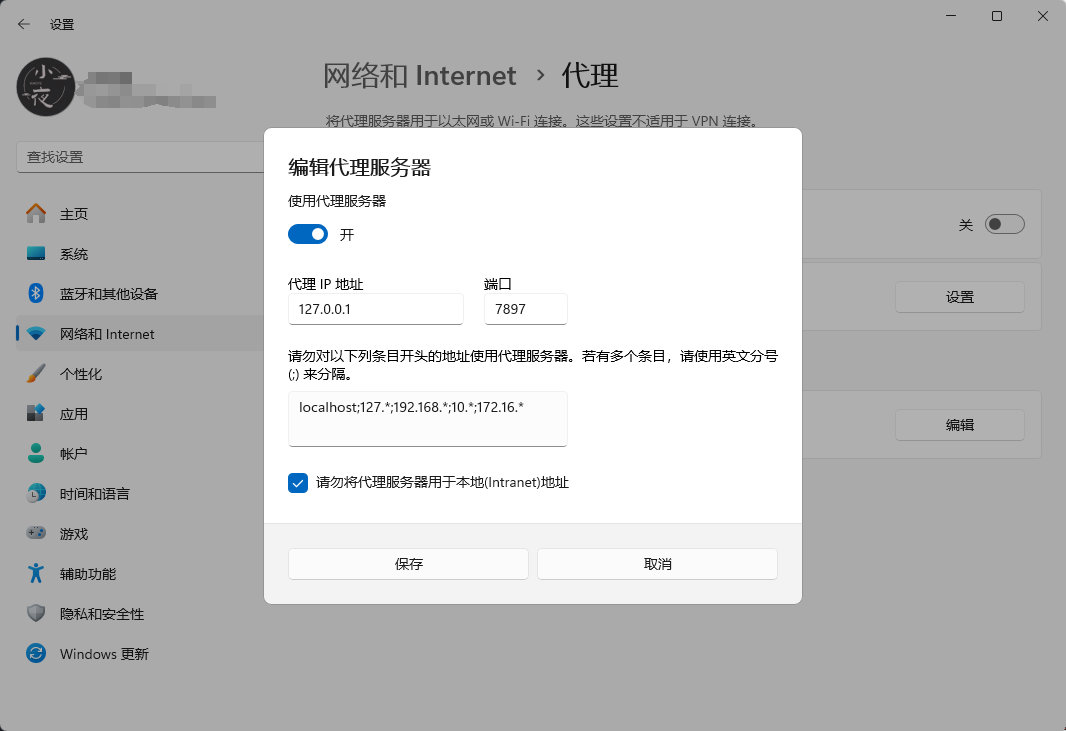 设置
小
夜
网络和 Internet › 代理
将代理服务器用于以太网或 Wi-Fi 连接。这些设置不适用于 VPN 连接。
查找设置
主页
系统
蓝牙和其他设备
网络和 Internet
个性化
应用
帐户
时间和语言
游戏
辅助功能
隐私和安全性
Windows 更新
编辑代理服务器
使用代理服务器
开
代理 IP 地址 端口
127.0.0.1 7897
请勿对以下列条目开头的地址使用代理服务器。若有多个条目，请使用英文分号
(;) 来分隔。
localhost;127.*;192.168.*;10.*;172.16.*
请勿将代理服务器用于本地(Intranet)地址
保存 取消
关
设置
编辑